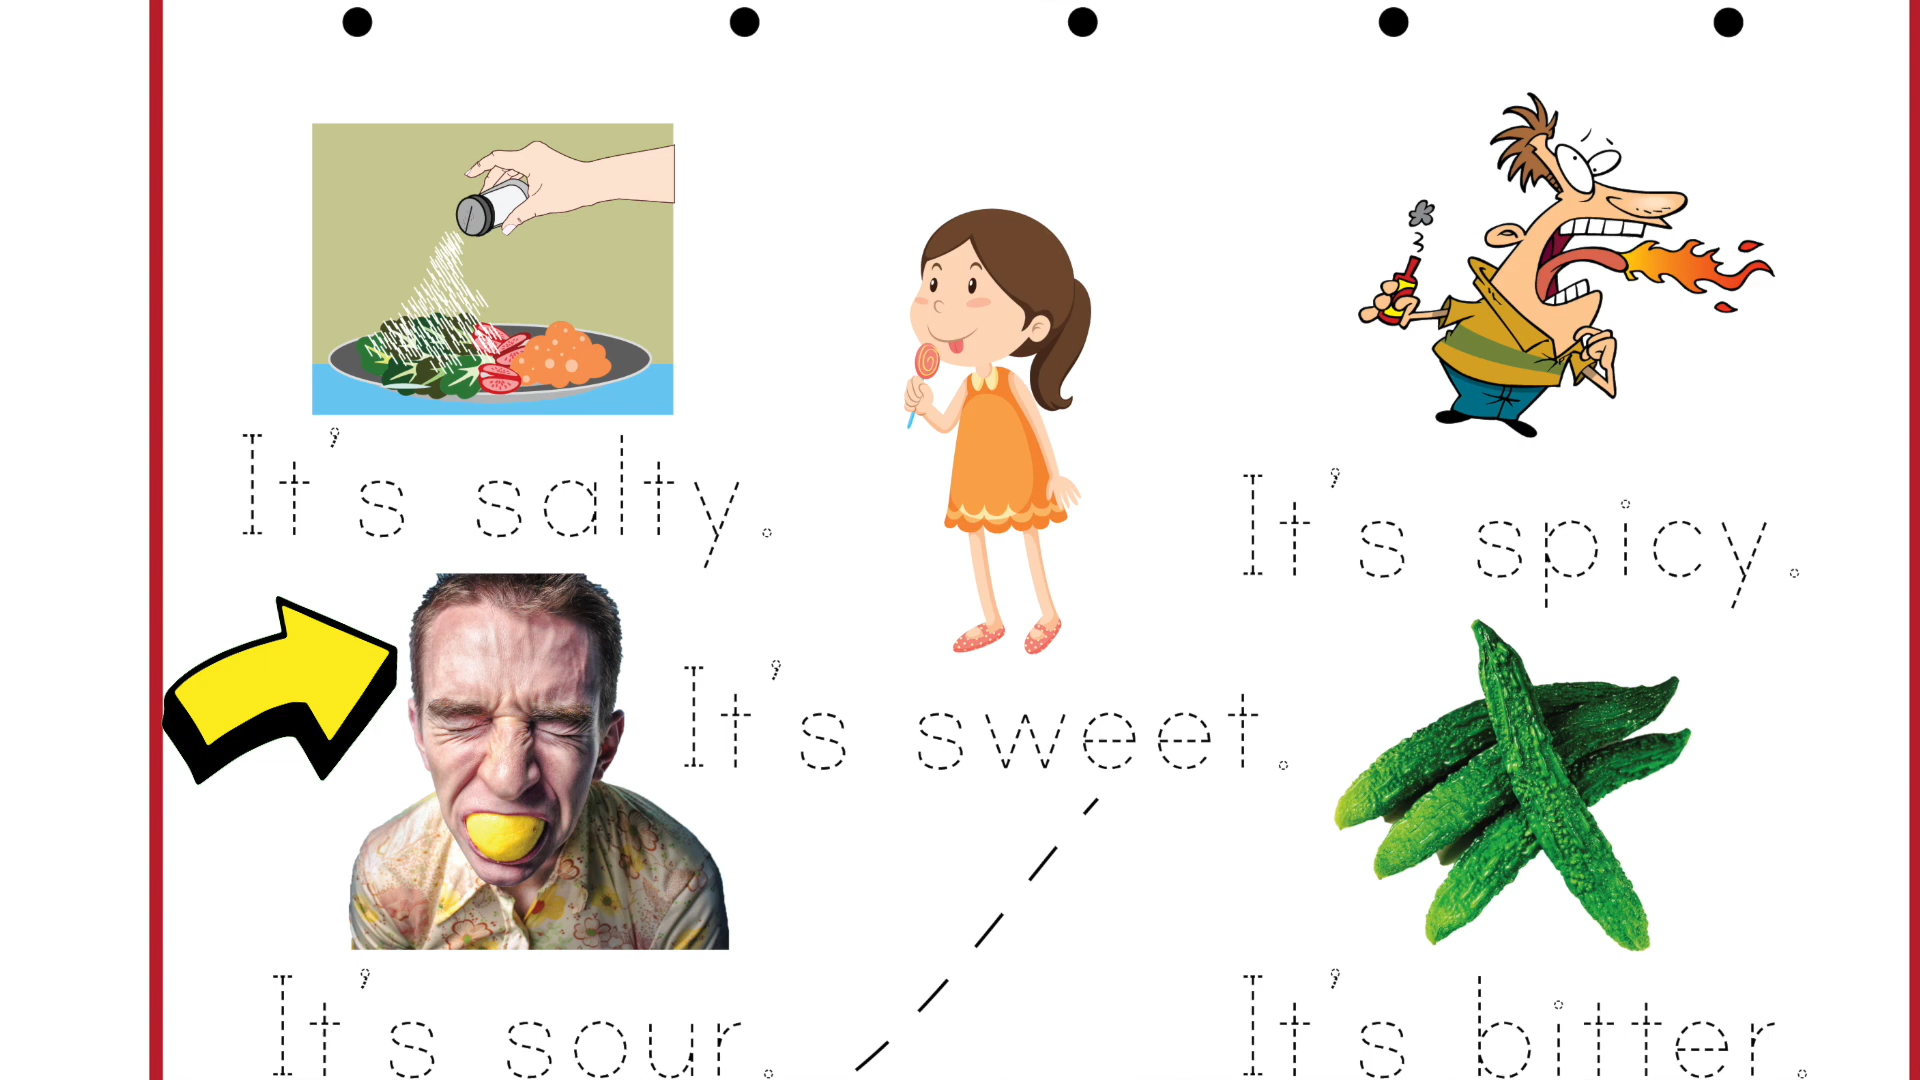 It's salty.
It's spicy.
It's sweet.
It's sour.
It's bitter.